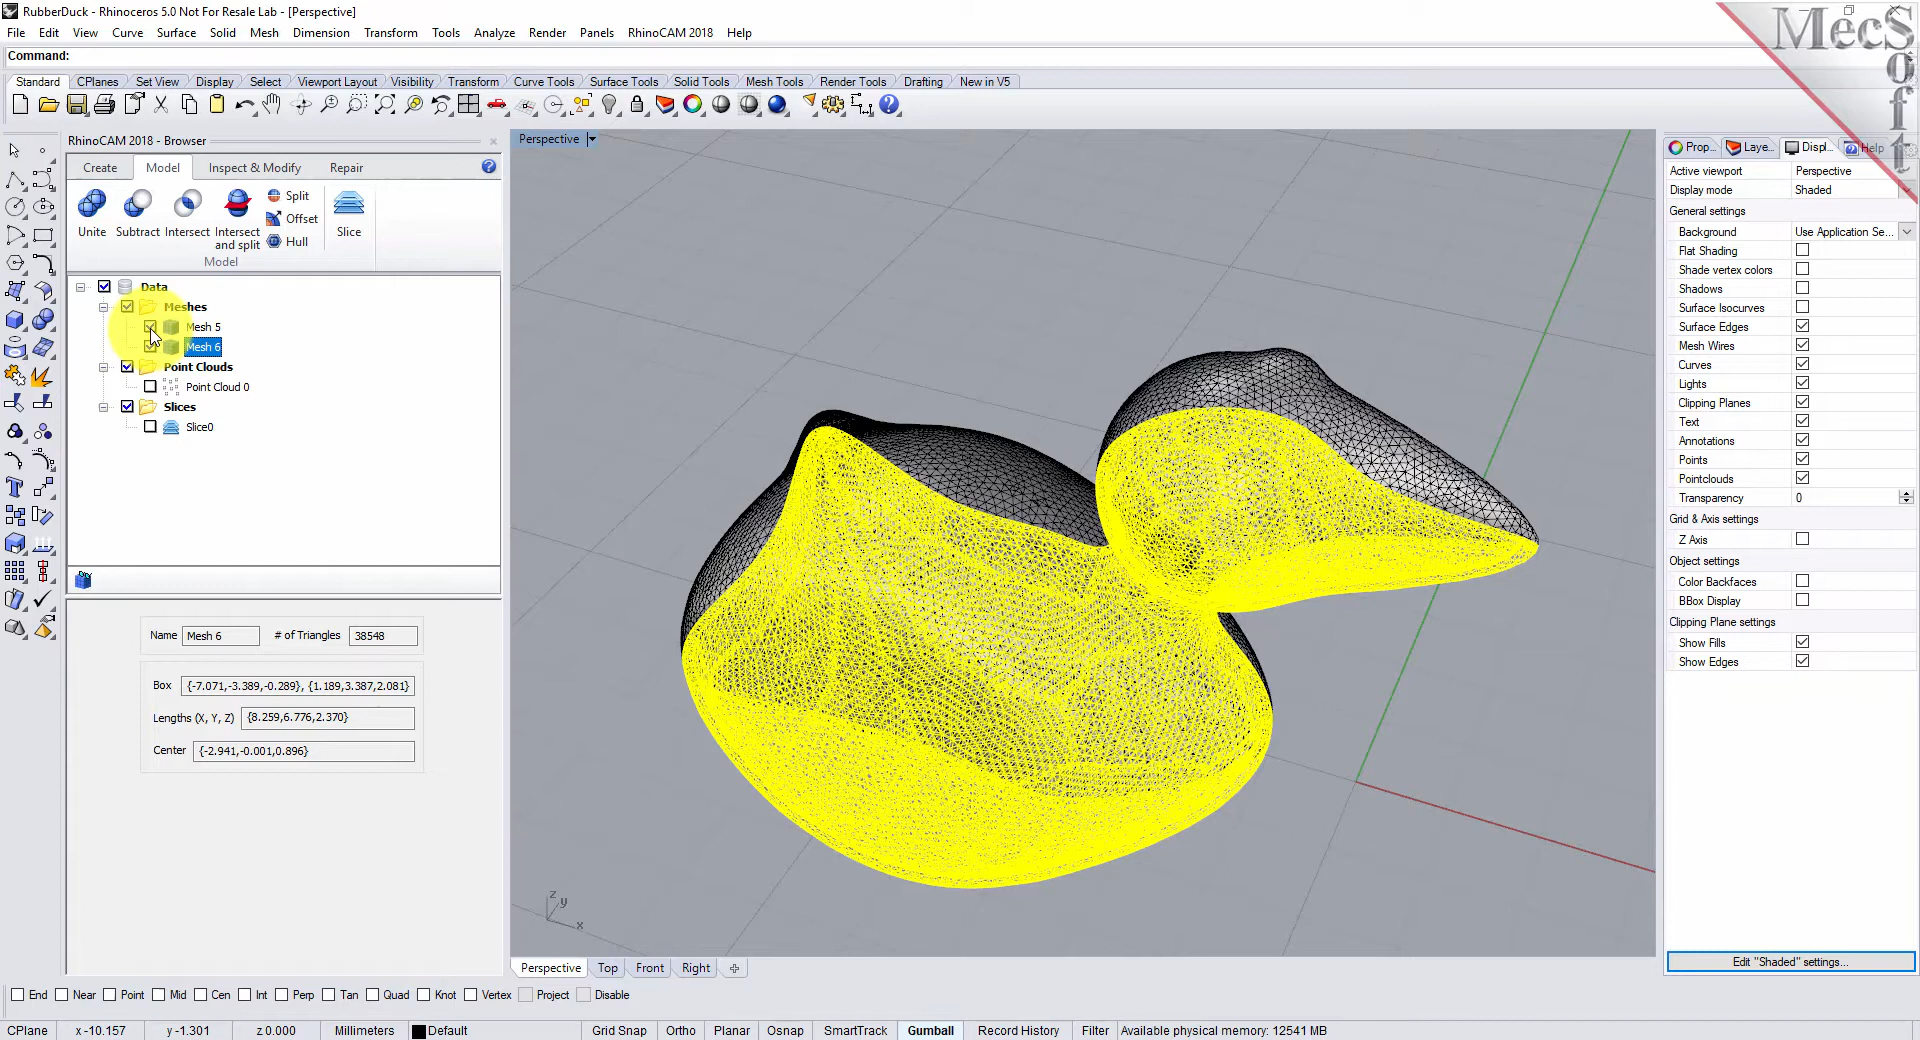 RubberDuck - Rhinoceros 5.0 Not For Resale Lab - [Perspective]
File Edit View Curve Surface Solid Mesh Dimension Transform Tools Analyze Render Panels RhinoCAM 2018 Help
Command:
Standard CPlanes Set View Display Select Viewport Layout Visibility Transform Curve Tools Surface Tools Solid Tools Mesh Tools Render Tools Drafting New in V5
MecSoft
RhinoCAM 2018 - Browser
Create Model Inspect & Modify Repair
Unite Subtract Intersect Intersect and split Split Offset Hull Slice
Model
Data
Meshes
Mesh 5
Mesh 6
Point Clouds
Point Cloud 0
Slices
Slice0
Name Mesh 6 # of Triangles 38548
Box {-7.071,-3.389,-0.289}, {1.189,3.387,2.081}
Lengths (X, Y, Z) {8.259,6.776,2.370}
Center {-2.941,-0.001,0.896}
Perspective
z
y
x
Perspective Top Front Right
Prop... Laye... Displ... Help
Active viewport Perspective
Display mode Shaded
General settings
Background Use Application Se...
Flat Shading
Shade vertex colors
Shadows
Surface Isocurves
Surface Edges
Mesh Wires
Curves
Lights
Clipping Planes
Text
Annotations
Points
Pointclouds
Transparency 0
Grid & Axis settings
Z Axis
Object settings
Color Backfaces
BBox Display
Clipping Plane settings
Show Fills
Show Edges
Edit "Shaded" settings...
End Near Point Mid Cen Int Perp Tan Quad Knot Vertex Project Disable
CPlane x -10.157 y -1.301 z 0.000 Millimeters Default Grid Snap Ortho Planar Osnap SmartTrack Gumball Record History Filter Available physical memory: 12541 MB